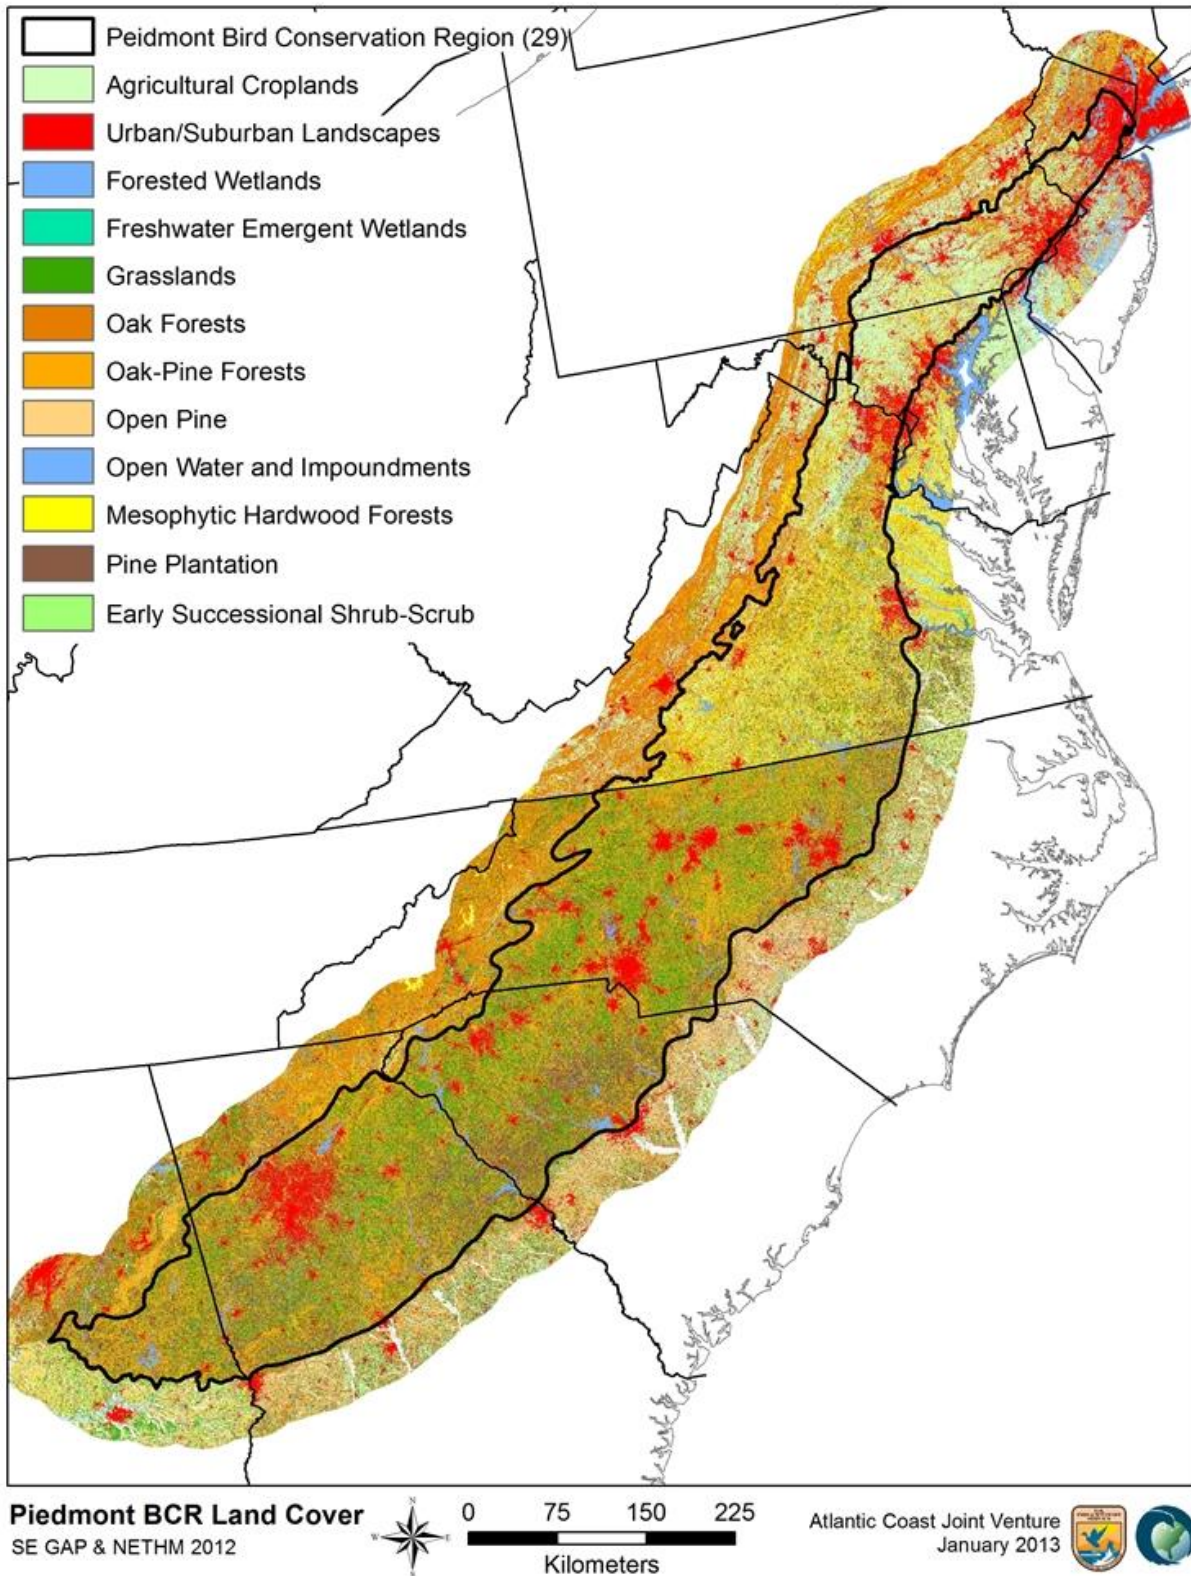 Peidmont Bird Conservation Region (29)
Agricultural Croplands
Urban/Suburban Landscapes
Forested Wetlands
Freshwater Emergent Wetlands
Grasslands
Oak Forests
Oak-Pine Forests
Open Pine
Open Water and Impoundments
Mesophytic Hardwood Forests
Pine Plantation
Early Successional Shrub-Scrub
Piedmont BCR Land Cover
SE GAP & NETHM 2012
N
W
E
S
0 75 150 225
Kilometers
Atlantic Coast Joint Venture
January 2013